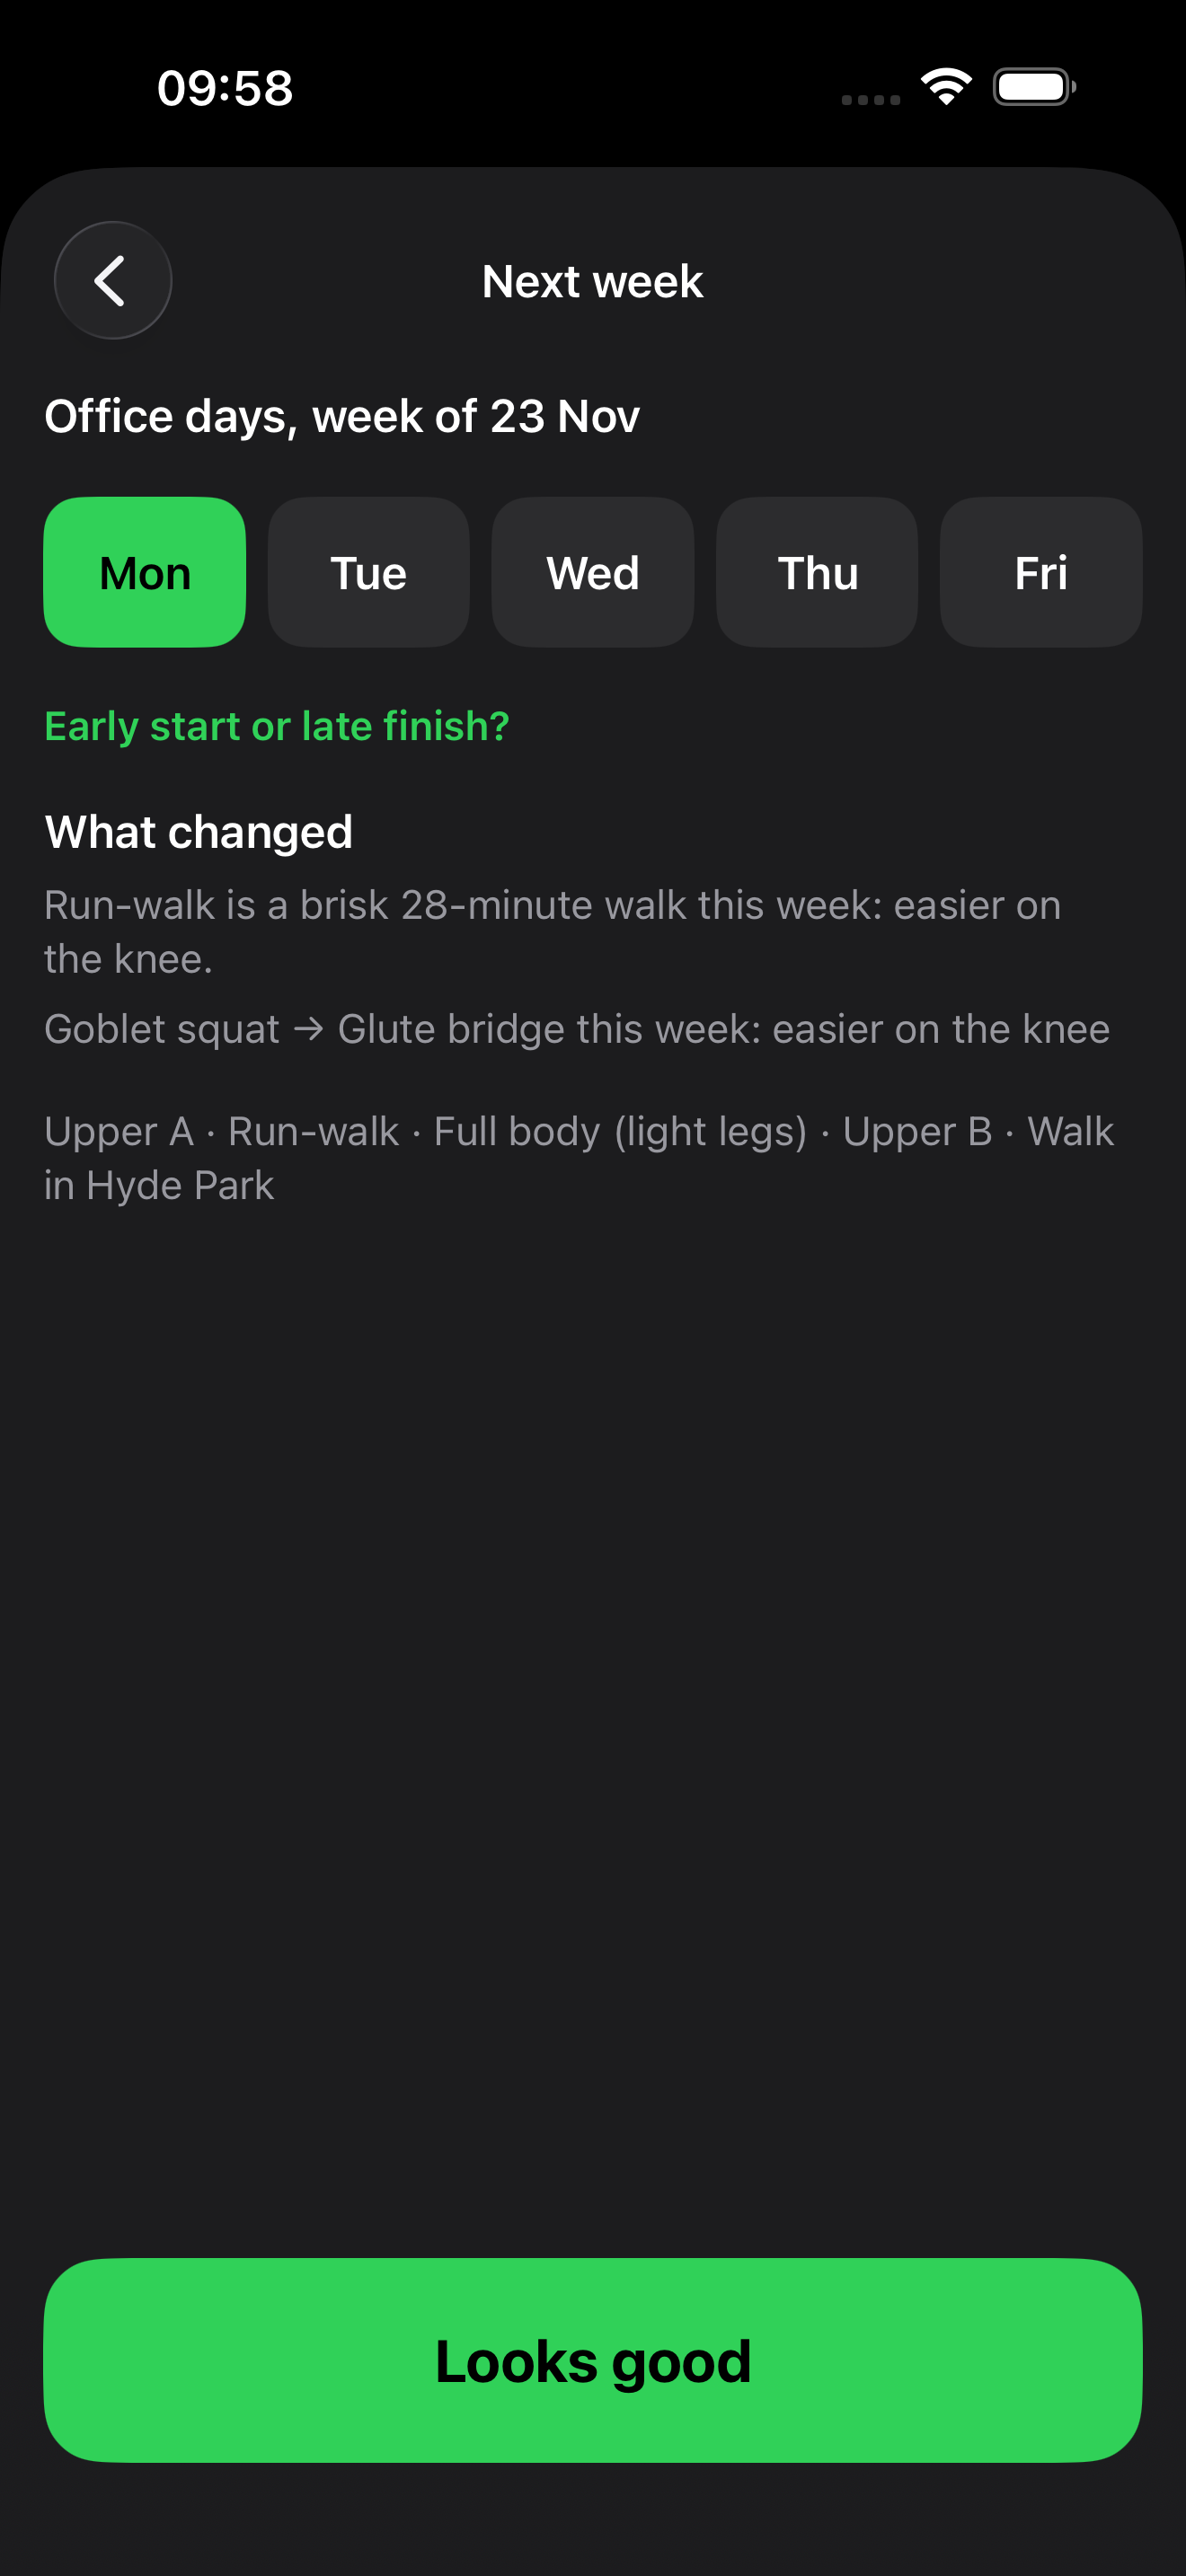 09:58
Next week
Office days, week of 23 Nov
Mon
Tue
Wed
Thu
Fri
Early start or late finish?
What changed
Run-walk is a brisk 28-minute walk this week: easier on
the knee.
Goblet squat → Glute bridge this week: easier on the knee
Upper A · Run-walk · Full body (light legs) · Upper B · Walk
in Hyde Park
Looks good